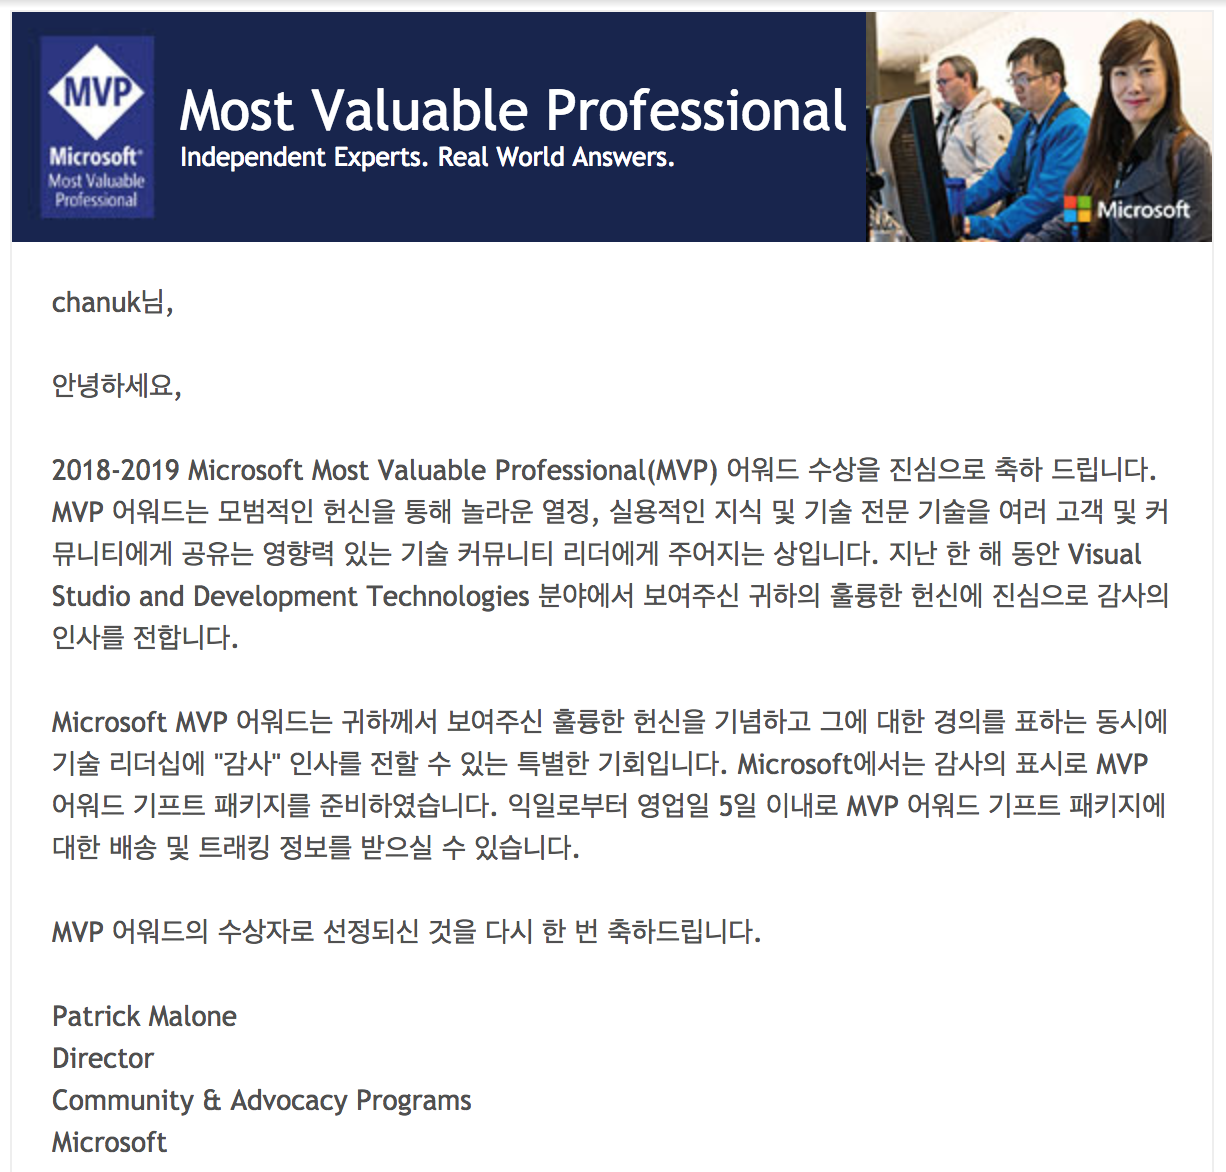 MVP
Microsoft®
Most Valuable
Professional
Most Valuable Professional
Independent Experts. Real World Answers.
Microsoft
chanuk님,
안녕하세요,
2018-2019 Microsoft Most Valuable Professional(MVP) 어워드 수상을 진심으로 축하 드립니다.
MVP 어워드는 모범적인 헌신을 통해 놀라운 열정, 실용적인 지식 및 기술 전문 기술을 여러 고객 및 커
뮤니티에게 공유는 영향력 있는 기술 커뮤니티 리더에게 주어지는 상입니다. 지난 한 해 동안 Visual
Studio and Development Technologies 분야에서 보여주신 귀하의 훌륭한 헌신에 진심으로 감사의
인사를 전합니다.
Microsoft MVP 어워드는 귀하께서 보여주신 훌륭한 헌신을 기념하고 그에 대한 경의를 표하는 동시에
기술 리더십에 "감사" 인사를 전할 수 있는 특별한 기회입니다. Microsoft에서는 감사의 표시로 MVP
어워드 기프트 패키지를 준비하였습니다. 익일로부터 영업일 5일 이내로 MVP 어워드 기프트 패키지에
대한 배송 및 트래킹 정보를 받으실 수 있습니다.
MVP 어워드의 수상자로 선정되신 것을 다시 한 번 축하드립니다.
Patrick Malone
Director
Community & Advocacy Programs
Microsoft